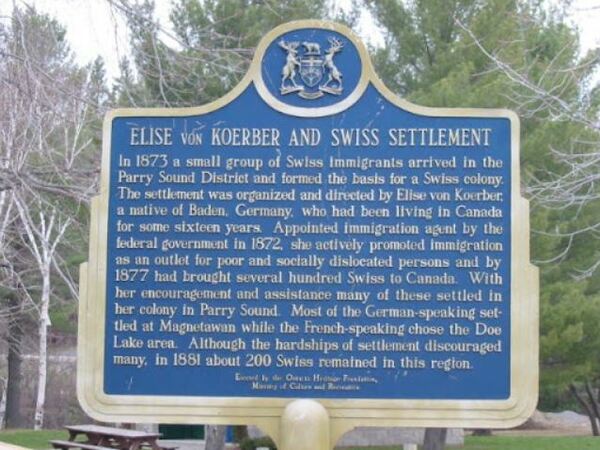 ELISE VON KOERBER AND SWISS SETTLEMENT
In 1873 a small group of Swiss immigrants arrived in the
Parry Sound District and formed the basis for a Swiss colony.
The settlement was organized and directed by Elise von Koerber,
a native of Baden, Germany, who had been living in Canada
for some sixteen years. Appointed immigration agent by the
federal government in 1872, she actively promoted immigration
as an outlet for poor and socially dislocated persons and by
1877 had brought several hundred Swiss to Canada. With
her encouragement and assistance many of these settled in
her colony in Parry Sound. Most of the German-speaking set-
tled at Magnetawan while the French-speaking chose the Doe
Lake area. Although the hardships of settlement discouraged
many, in 1881 about 200 Swiss remained in this region.
Erected by the Ontario Heritage Foundation,
Ministry of Culture and Recreation